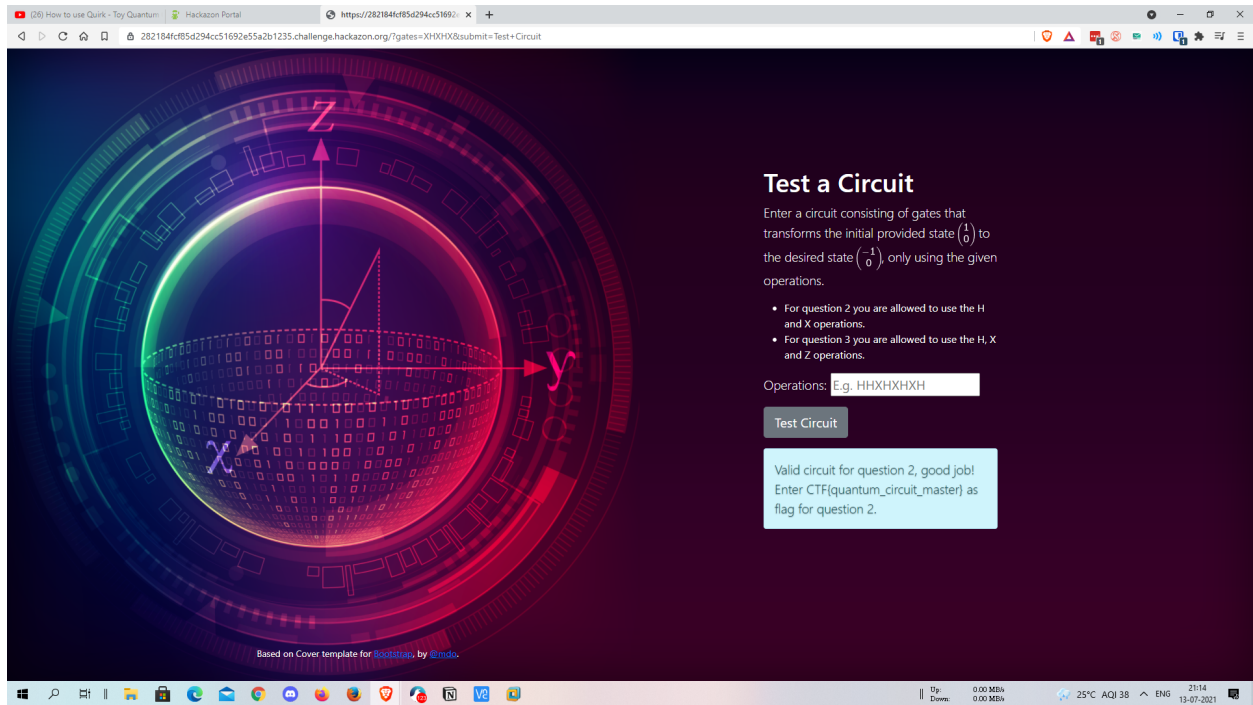 (26) How to use Quirk - Toy Quantum
Hackazon Portal
https://282184fcf85d294cc51692e
282184fcf85d294cc51692e55a2b1235.challenge.hackazon.org/?gates=XHXHX&submit=Test+Circuit
Z
y
x
Test a Circuit
Enter a circuit consisting of gates that
transforms the initial provided state (1 0) to
the desired state (-1 0), only using the given
operations.
• For question 2 you are allowed to use the H
and X operations.
• For question 3 you are allowed to use the H, X
and Z operations.
Operations: E.g. HHXHXHXH
Test Circuit
Valid circuit for question 2, good job!
Enter CTF{quantum_circuit_master} as
flag for question 2.
Based on Cover template for Bootstrap, by @mdo.
Up: 0.00 MB/s
Down: 0.00 MB/s
25°C AQI 38 ENG
21:14
13-07-2021